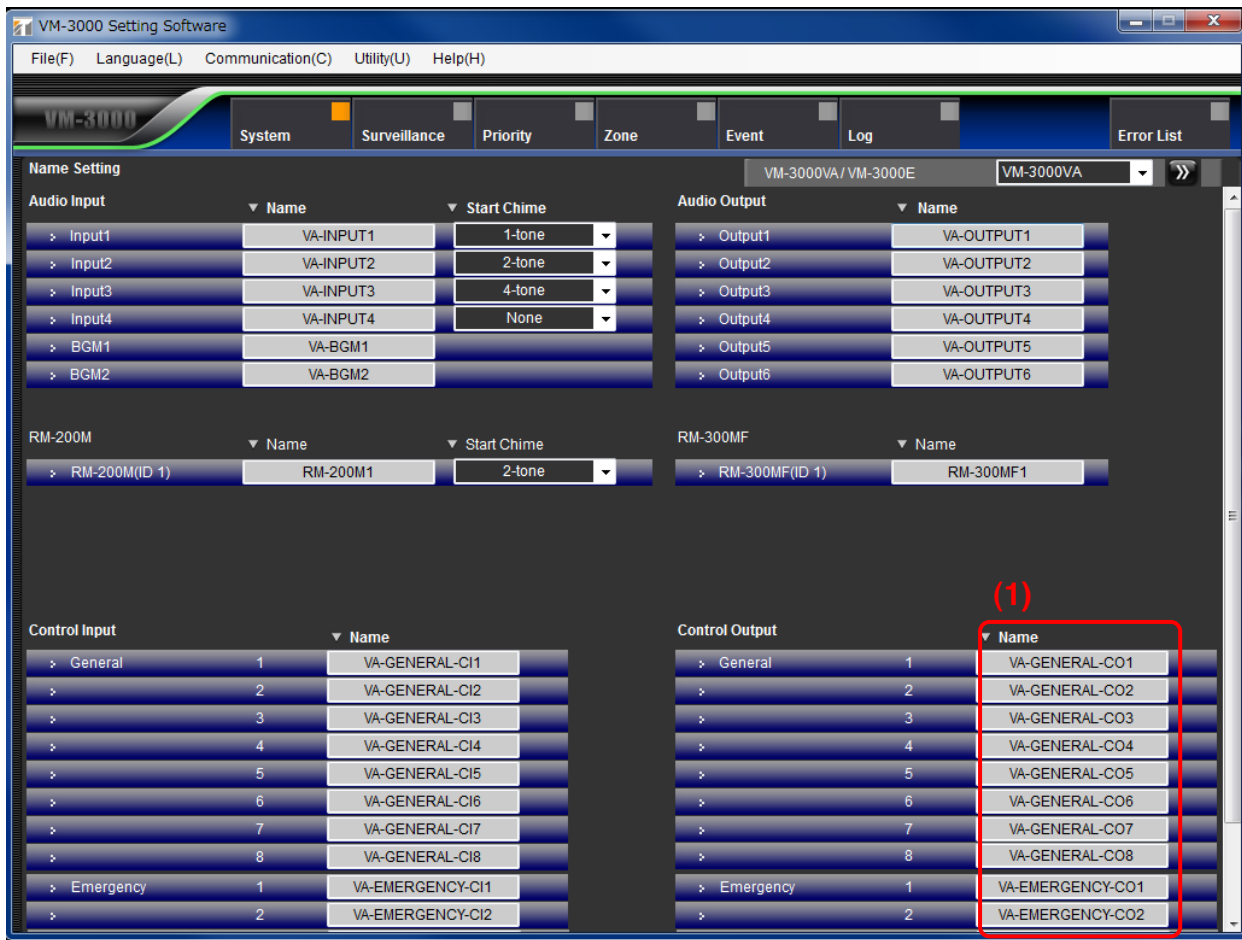 VM-3000 Setting Software
File(F) Language(L) Communication(C) Utility(U) Help(H)
VM-3000
System Surveillance Priority Zone Event Log Error List
Name Setting VM-3000VA / VM-3000E VM-3000VA
Audio Input Name Start Chime Audio Output Name
Input1 VA-INPUT1 1-tone Output1 VA-OUTPUT1
Input2 VA-INPUT2 2-tone Output2 VA-OUTPUT2
Input3 VA-INPUT3 4-tone Output3 VA-OUTPUT3
Input4 VA-INPUT4 None Output4 VA-OUTPUT4
BGM1 VA-BGM1 Output5 VA-OUTPUT5
BGM2 VA-BGM2 Output6 VA-OUTPUT6
RM-200M Name Start Chime RM-300MF Name
RM-200M(ID 1) RM-200M1 2-tone RM-300MF(ID 1) RM-300MF1
(1)
Control Input Name Control Output Name
General 1 VA-GENERAL-CI1 General 1 VA-GENERAL-CO1
2 VA-GENERAL-CI2 2 VA-GENERAL-CO2
3 VA-GENERAL-CI3 3 VA-GENERAL-CO3
4 VA-GENERAL-CI4 4 VA-GENERAL-CO4
5 VA-GENERAL-CI5 5 VA-GENERAL-CO5
6 VA-GENERAL-CI6 6 VA-GENERAL-CO6
7 VA-GENERAL-CI7 7 VA-GENERAL-CO7
8 VA-GENERAL-CI8 8 VA-GENERAL-CO8
Emergency 1 VA-EMERGENCY-CI1 Emergency 1 VA-EMERGENCY-CO1
2 VA-EMERGENCY-CI2 2 VA-EMERGENCY-CO2